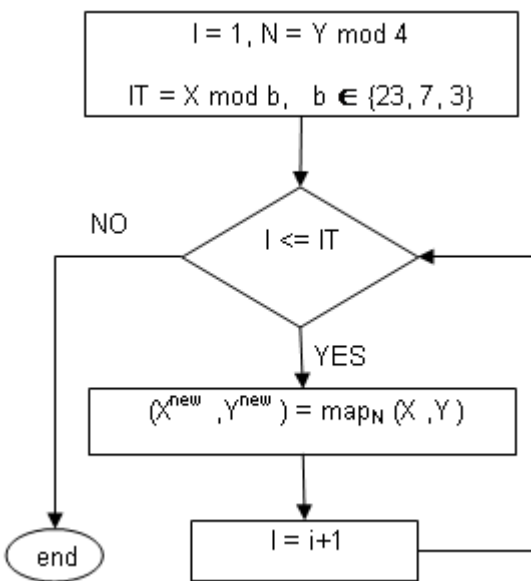 I = 1, N = Y mod 4
IT = X mod b, b ∈ {23, 7, 3}
NO
I <= IT
YES
(X^new ,Y^new ) = map_N (X ,Y )
I = i+1
end